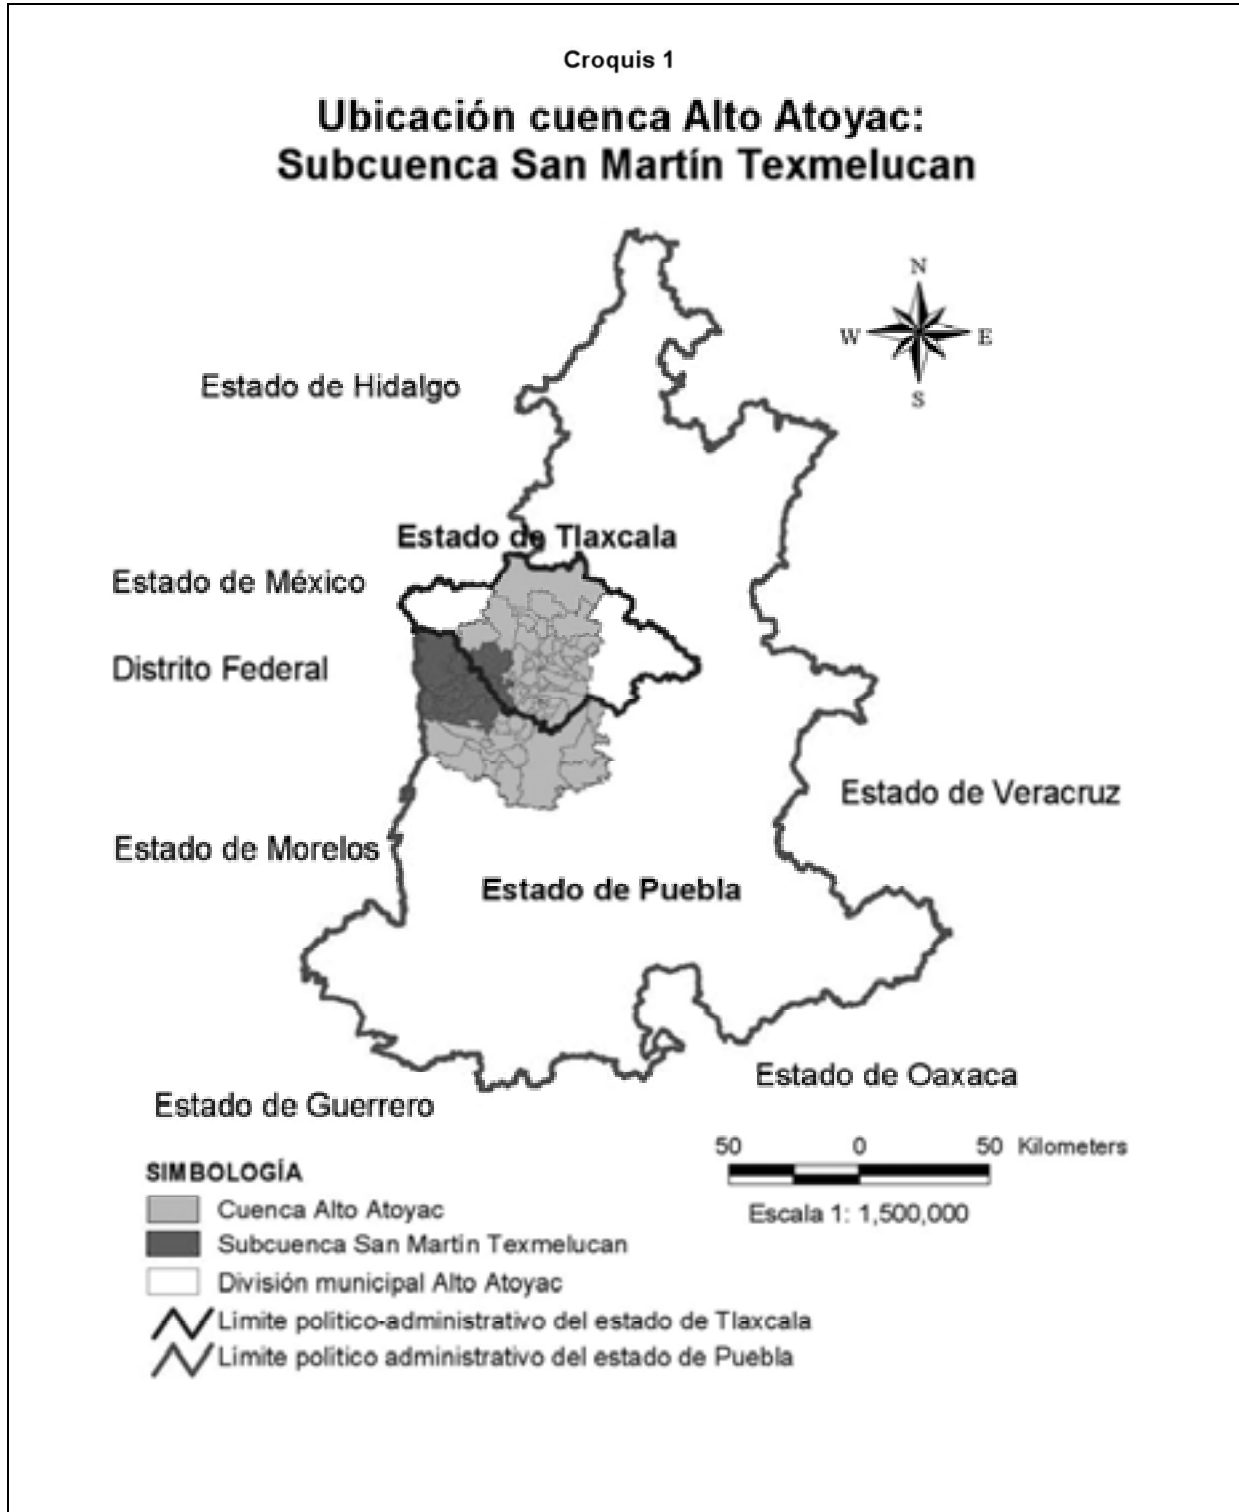 Croquis 1
Ubicación cuenca Alto Atoyac:
Subcuenca San Martín Texmelucan
N
W E
S
Estado de Hidalgo
Estado de Tlaxcala
Estado de México
Distrito Federal
Estado de Veracruz
Estado de Morelos
Estado de Puebla
Estado de Oaxaca
Estado de Guerrero
50 0 50 Kilometers
Escala 1: 1,500,000
SIMBOLOGÍA
Cuenca Alto Atoyac
Subcuenca San Martin Texmelucan
División municipal Alto Atoyac
Limite político-administrativo del estado de Tlaxcala
Limite politico administrativo del estado de Puebla